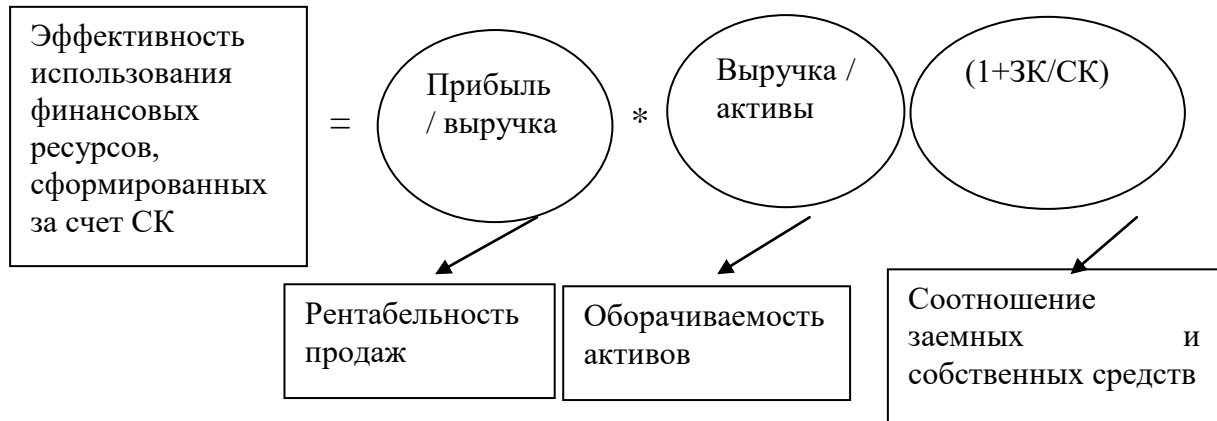 Эффективность
использования
финансовых
ресурсов,
сформированных
за счет СК
=
Прибыль
/ выручка
*
Выручка /
активы
(1+ЗК/СК)
Рентабельность
продаж
Оборачиваемость
активов
Соотношение
заемных и
собственных средств